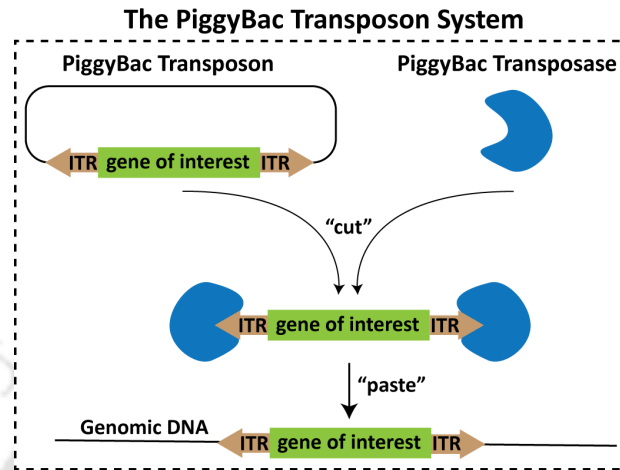 The PiggyBac Transposon System
PiggyBac Transposon
PiggyBac Transposase
ITR gene of interest ITR
“cut”
ITR gene of interest ITR
“paste”
Genomic DNA
ITR gene of interest ITR